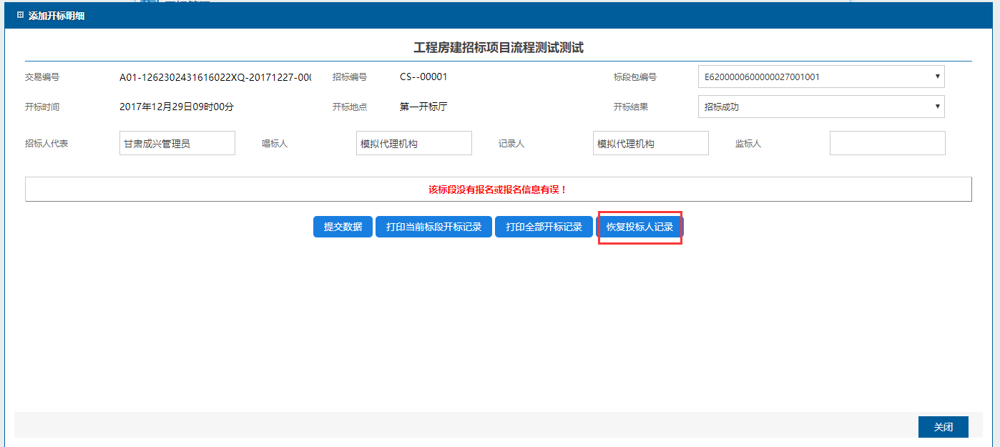 添加开标明细
工程房建招标项目流程测试测试
交易编号 A01-1262302431616022XQ-20171227-00 招标编号 CS--00001 标段包编号 E6200000600000027001001
开标时间 2017年12月29日09时00分 开标地点 第一开标厅 开标结果 招标成功
招标人代表 甘肃成兴管理员 唱标人 模拟代理机构 记录人 模拟代理机构 监标人
该标段没有报名或报名信息有误！
提交数据 打印当前标段开标记录 打印全部开标记录 恢复投标人记录
关闭